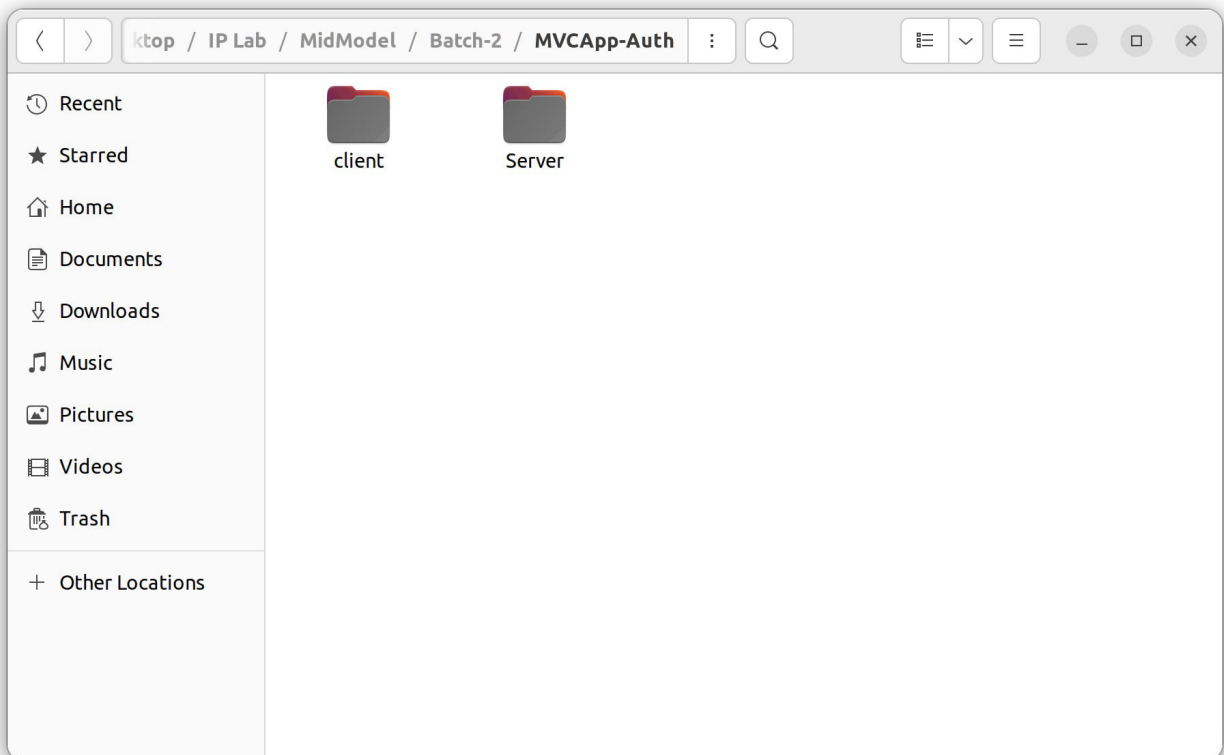 ktop / IP Lab / MidModel / Batch-2 / MVCApp-Auth
Recent
Starred
Home
Documents
Downloads
Music
Pictures
Videos
Trash
Other Locations
client
Server